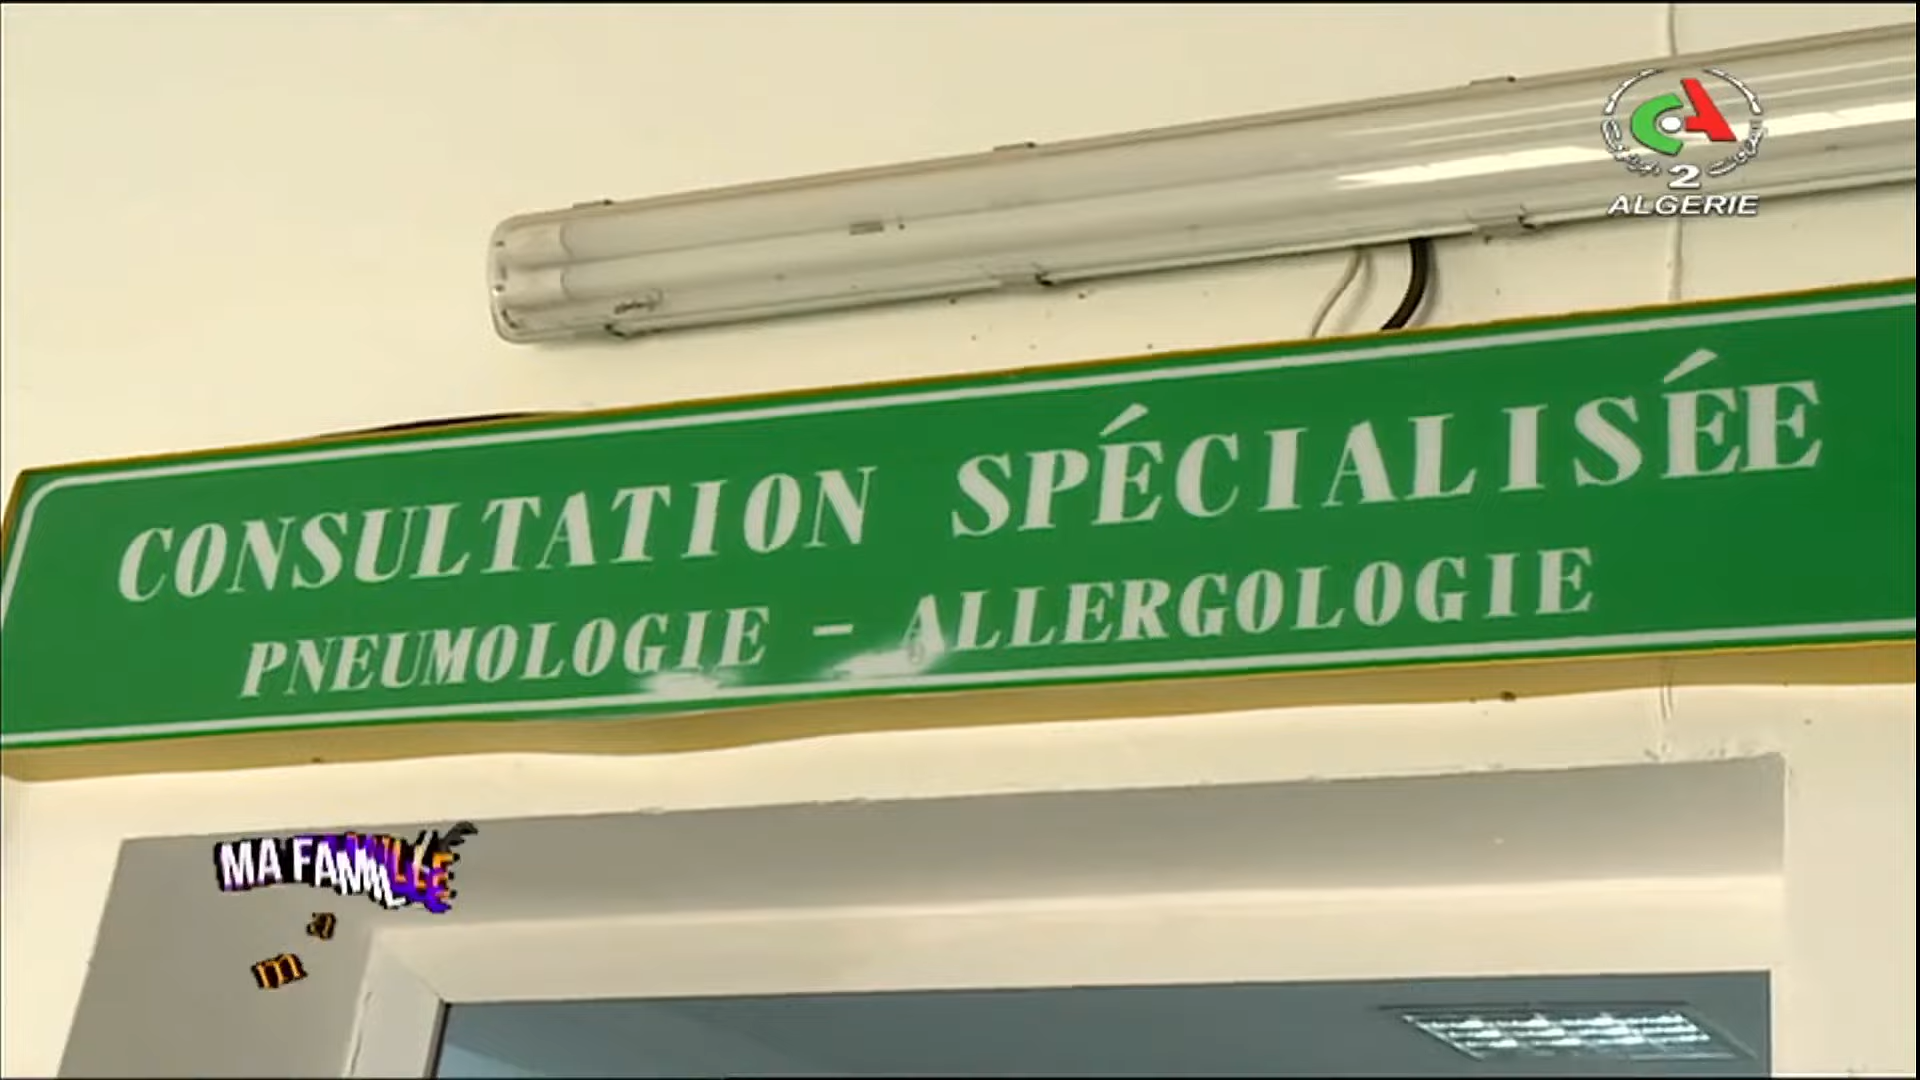 2
ALGERIE
CONSULTATION SPÉCIALISÉE
PNEUMOLOGIE - ALLERGOLOGIE
MA FAMILLE
a
m